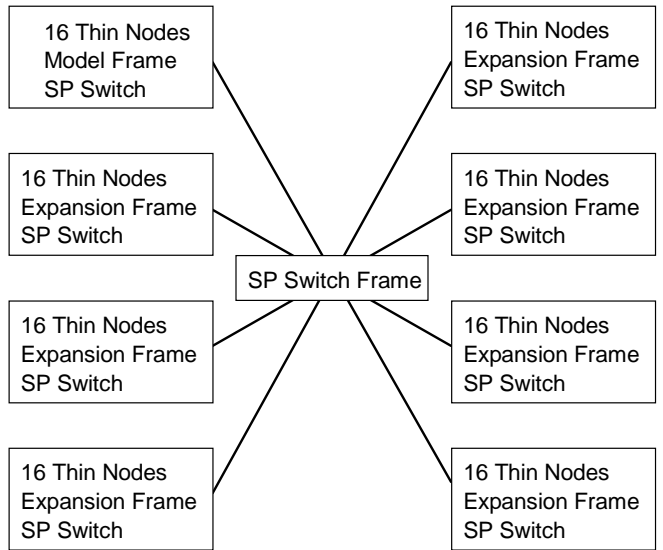 16 Thin Nodes
Model Frame
SP Switch
16 Thin Nodes
Expansion Frame
SP Switch
16 Thin Nodes
Expansion Frame
SP Switch
16 Thin Nodes
Expansion Frame
SP Switch
SP Switch Frame
16 Thin Nodes
Expansion Frame
SP Switch
16 Thin Nodes
Expansion Frame
SP Switch
16 Thin Nodes
Expansion Frame
SP Switch
16 Thin Nodes
Expansion Frame
SP Switch